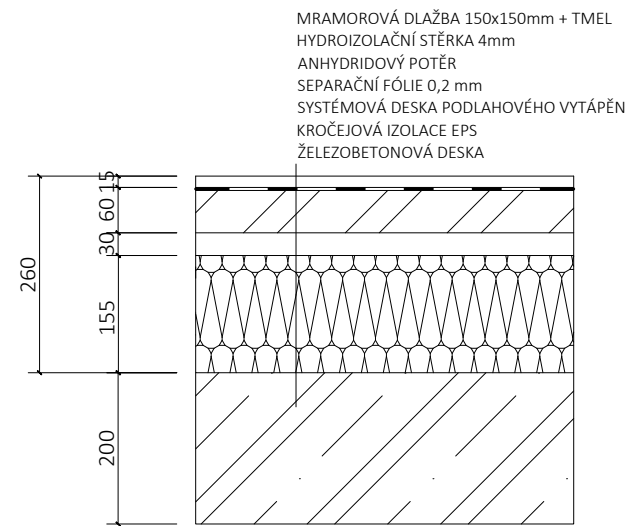 MRAMOROVÁ DLAŽBA 150x150mm + TMEL
HYDROIZOLAČNÍ STĚRKA 4mm
ANHYDRIDOVÝ POTĚR
SEPARAČNÍ FÓLIE 0,2 mm
SYSTÉMOVÁ DESKA PODLAHOVÉHO VYTÁPĚN
KROČEJOVÁ IZOLACE EPS
ŽELEZOBETONOVÁ DESKA
15
60
30
260
155
200